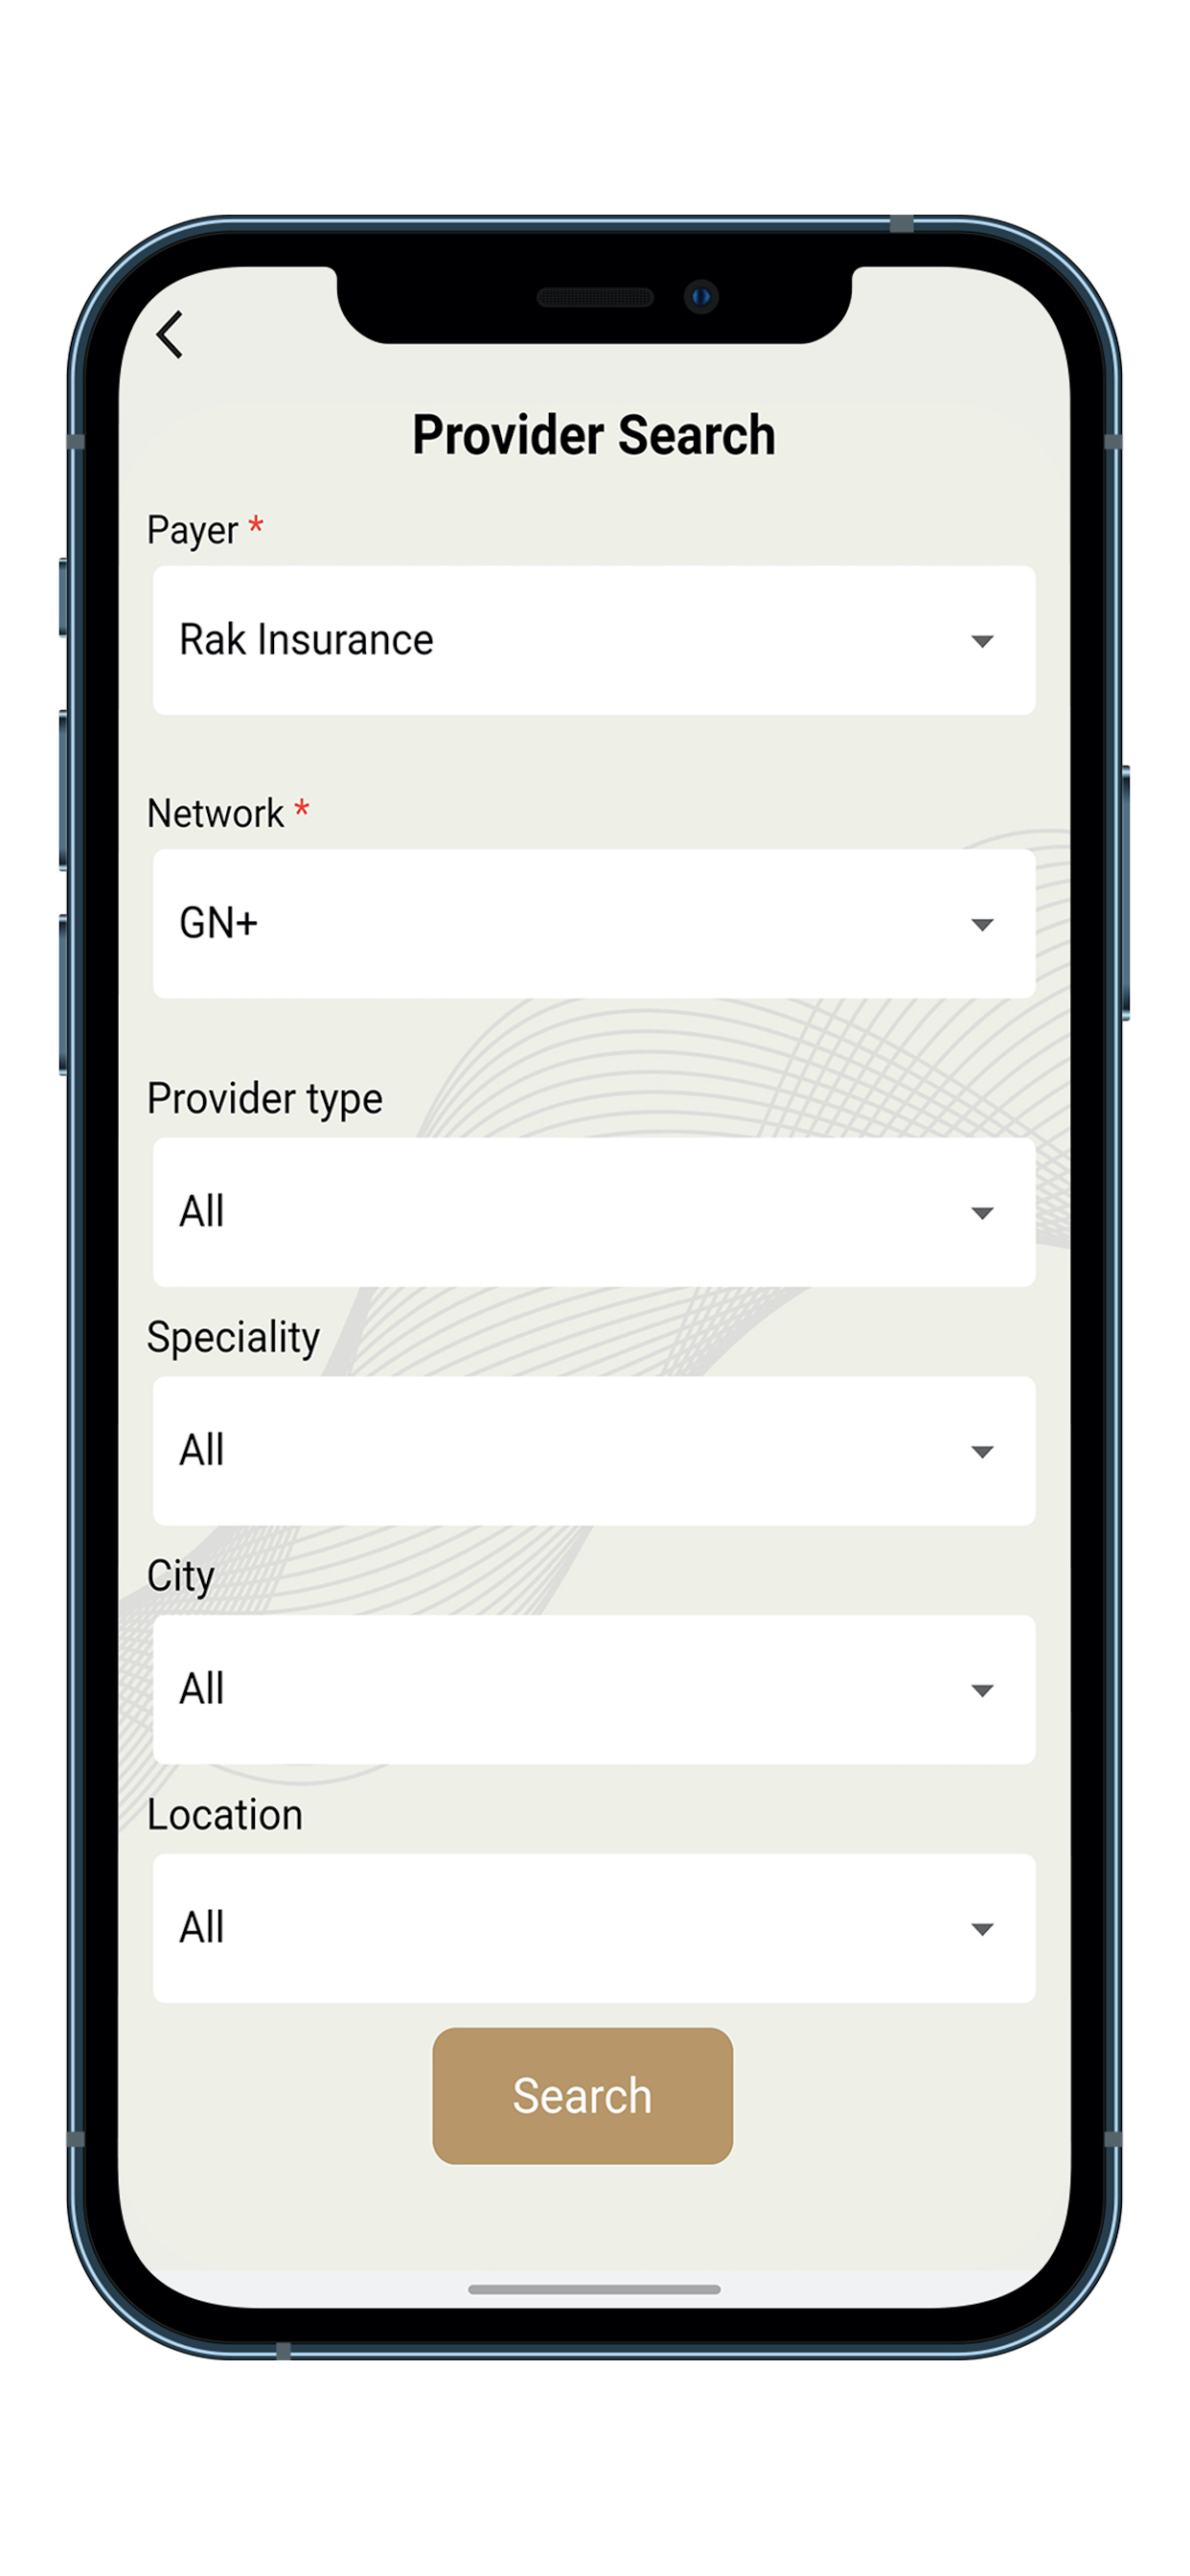 Provider Search
Payer *
Rak Insurance
Network *
GN+
Provider type
All
Speciality
All
City
All
Location
All
Search